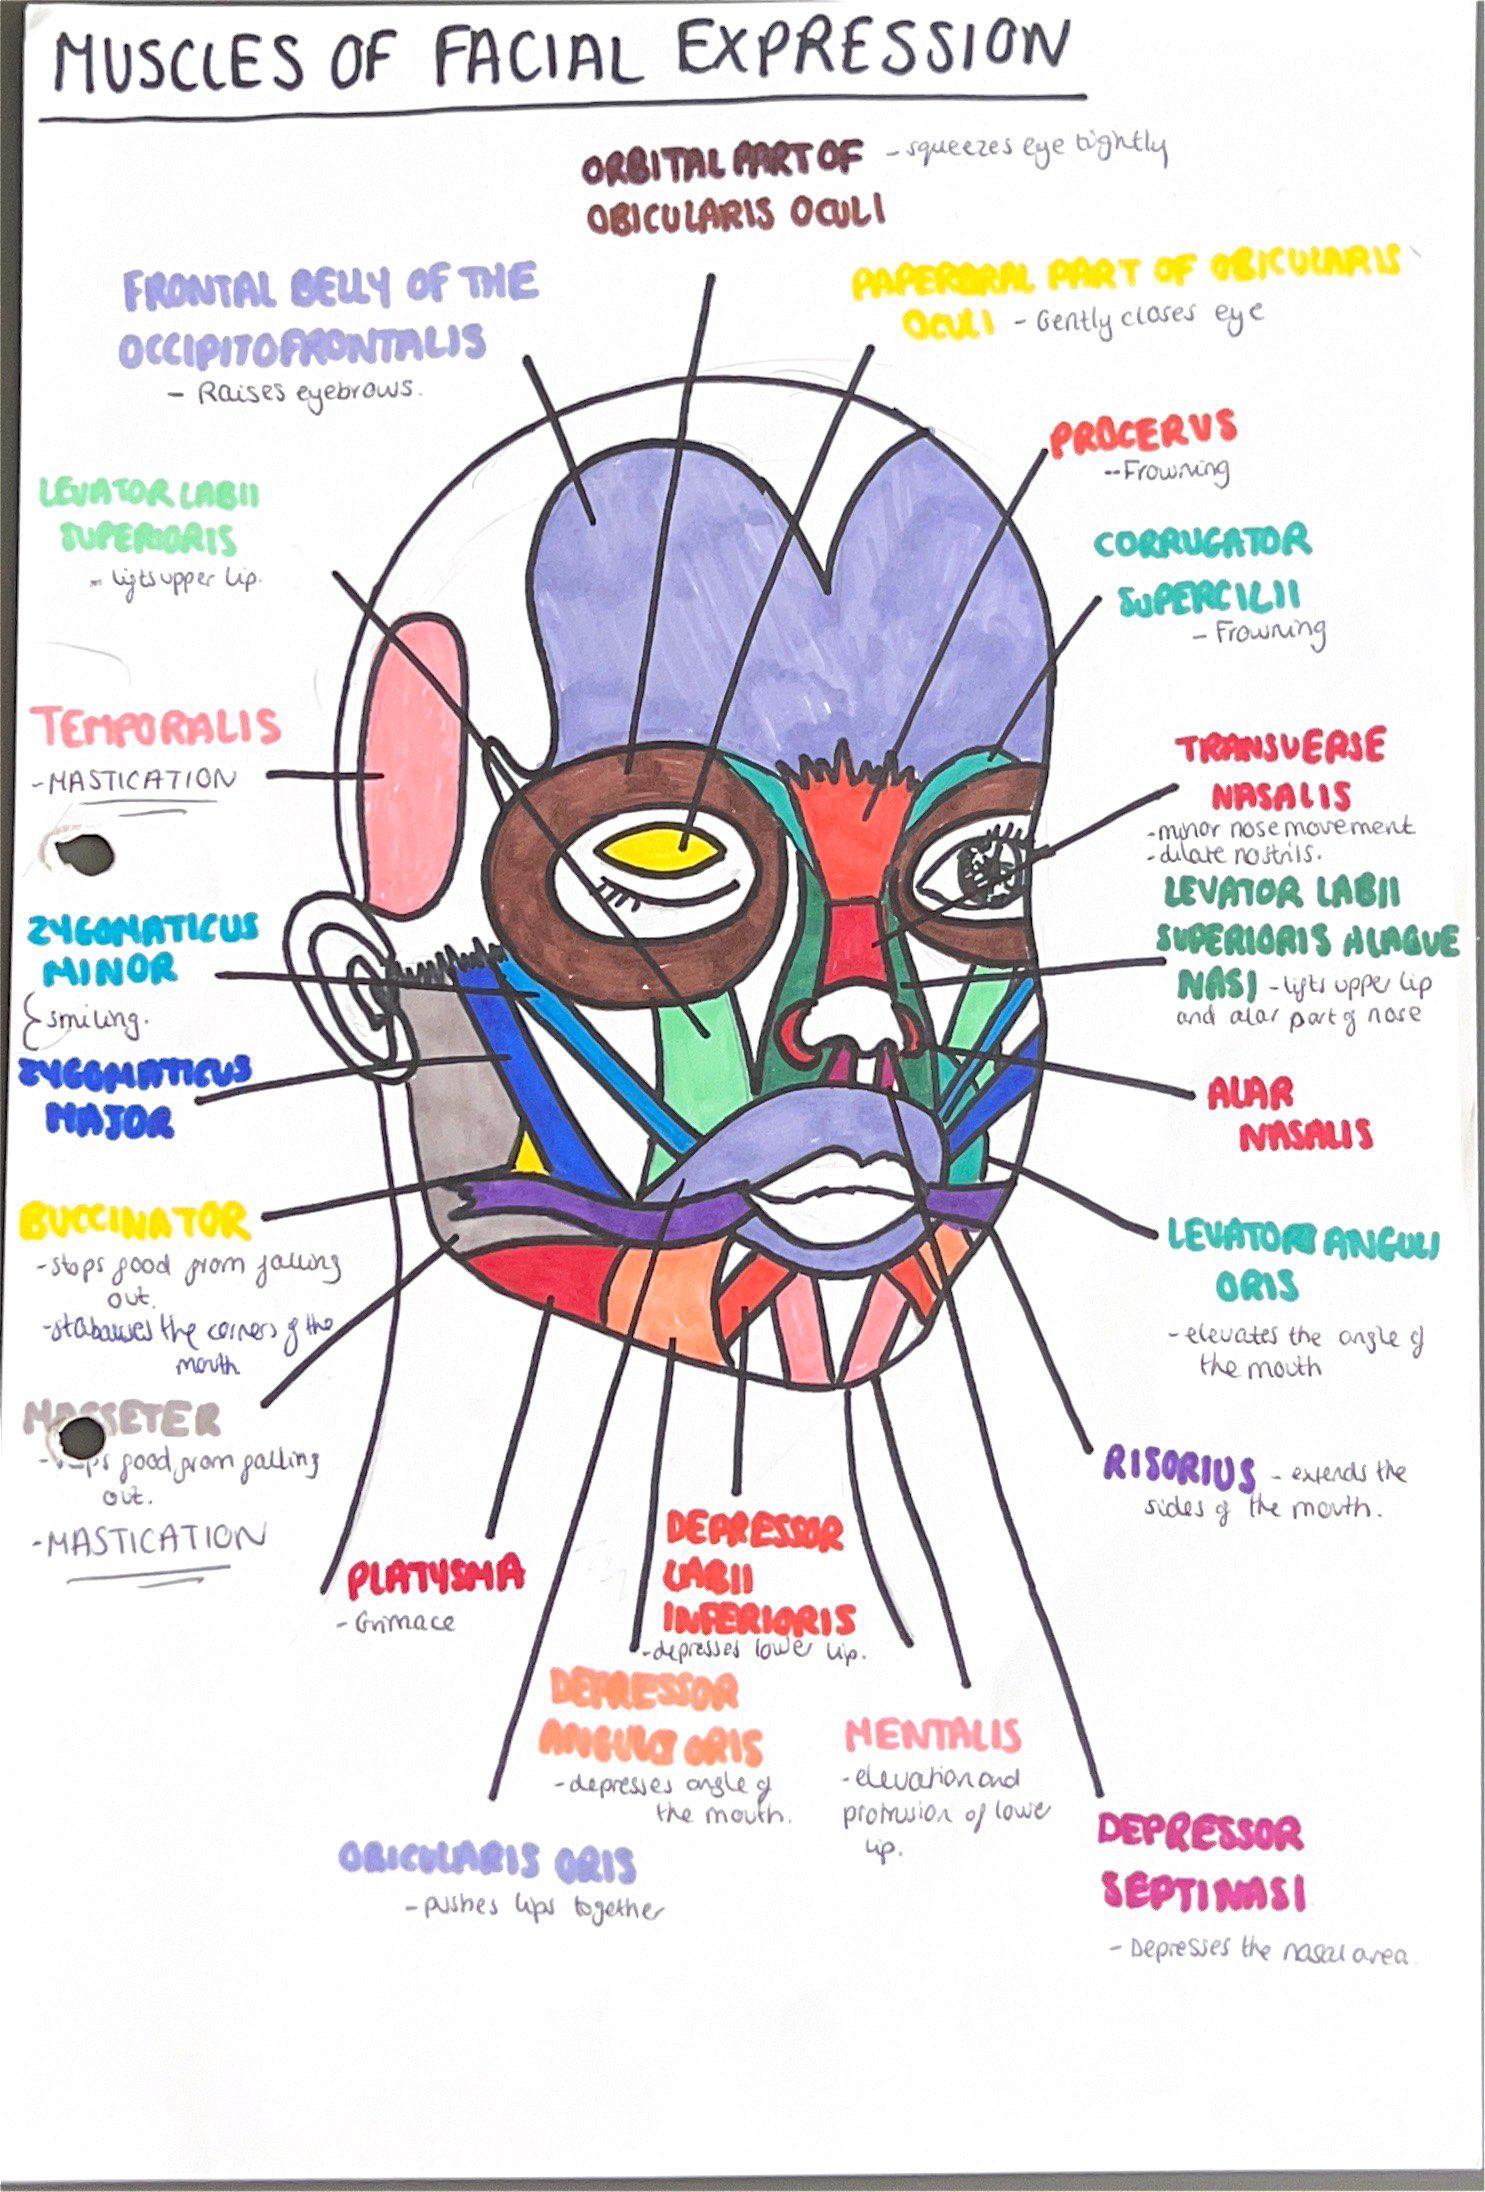 MUSCLES OF FACIAL EXPRESSION
ORBITAL PART OF - squeezes eye tightly
OBICULARIS OCULI
FRONTAL BELLY OF THE
OCCIPITOFRONTALIS
- Raises eyebrows.
PAPERBRAL PART OF OBICULARIS
OCULI - Gently closes eye
PROCERUS
-- Frowning
LEVATOR LABII
SUPERIORIS
- lifts upper lip.
CORRUGATOR
SUPERCILII
- Frowning
TEMPORALIS
- MASTICATION
TRANSVERSE
NASALIS
- minor nose movement
- dilate nostrils.
LEVATOR LABII
SUPERIORIS ALAQUE
NASI - lifts upper lip
and alar part of nose
ZYGOMATICUS
MINOR
} smiling.
ZYGOMATICUS
MAJOR
ALAR
NASALIS
BUCCINATOR
- stops food from falling
out.
- stabalises the corners of the
mouth
LEVATOR ANGULI
ORIS
- elevates the angle of
the mouth
MASSETER
food from falling
out.
- MASTICATION
RISORIUS - extends the
sides of the mouth.
PLATYSMA
- Grimace
DEPRESSOR
LABII
INFERIORIS
- depresses lower lip.
DEPRESSOR
ANGULI ORIS
- depresses angle of
the mouth.
MENTALIS
- elevation and
protrusion of lower
lip.
OBICULARIS ORIS
- pushes lips together
DEPRESSOR
SEPTINASI
- Depresses the nasal area.